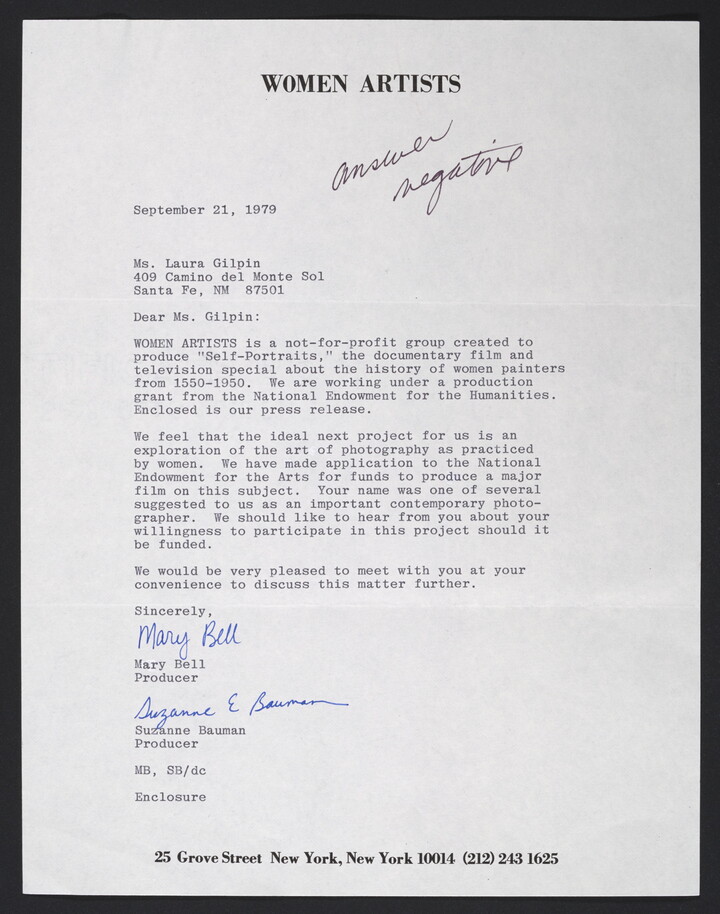 WOMEN ARTISTS
answer
negative
September 21, 1979
Ms. Laura Gilpin
409 Camino del Monte Sol
Santa Fe, NM  87501
Dear Ms. Gilpin:
WOMEN ARTISTS is a not-for-profit group created to
produce "Self-Portraits," the documentary film and
television special about the history of women painters
from 1550-1950.  We are working under a production
grant from the National Endowment for the Humanities.
Enclosed is our press release.
We feel that the ideal next project for us is an
exploration of the art of photography as practiced
by women.  We have made application to the National
Endowment for the Arts for funds to produce a major
film on this subject.  Your name was one of several
suggested to us as an important contemporary photo-
grapher.  We should like to hear from you about your
willingness to participate in this project should it
be funded.
We would be very pleased to meet with you at your
convenience to discuss this matter further.
Sincerely,
Mary Bell
Mary Bell
Producer
Suzanne E Bauman
Suzanne Bauman
Producer
MB, SB/dc
Enclosure
25 Grove Street New York, New York 10014 (212) 243 1625